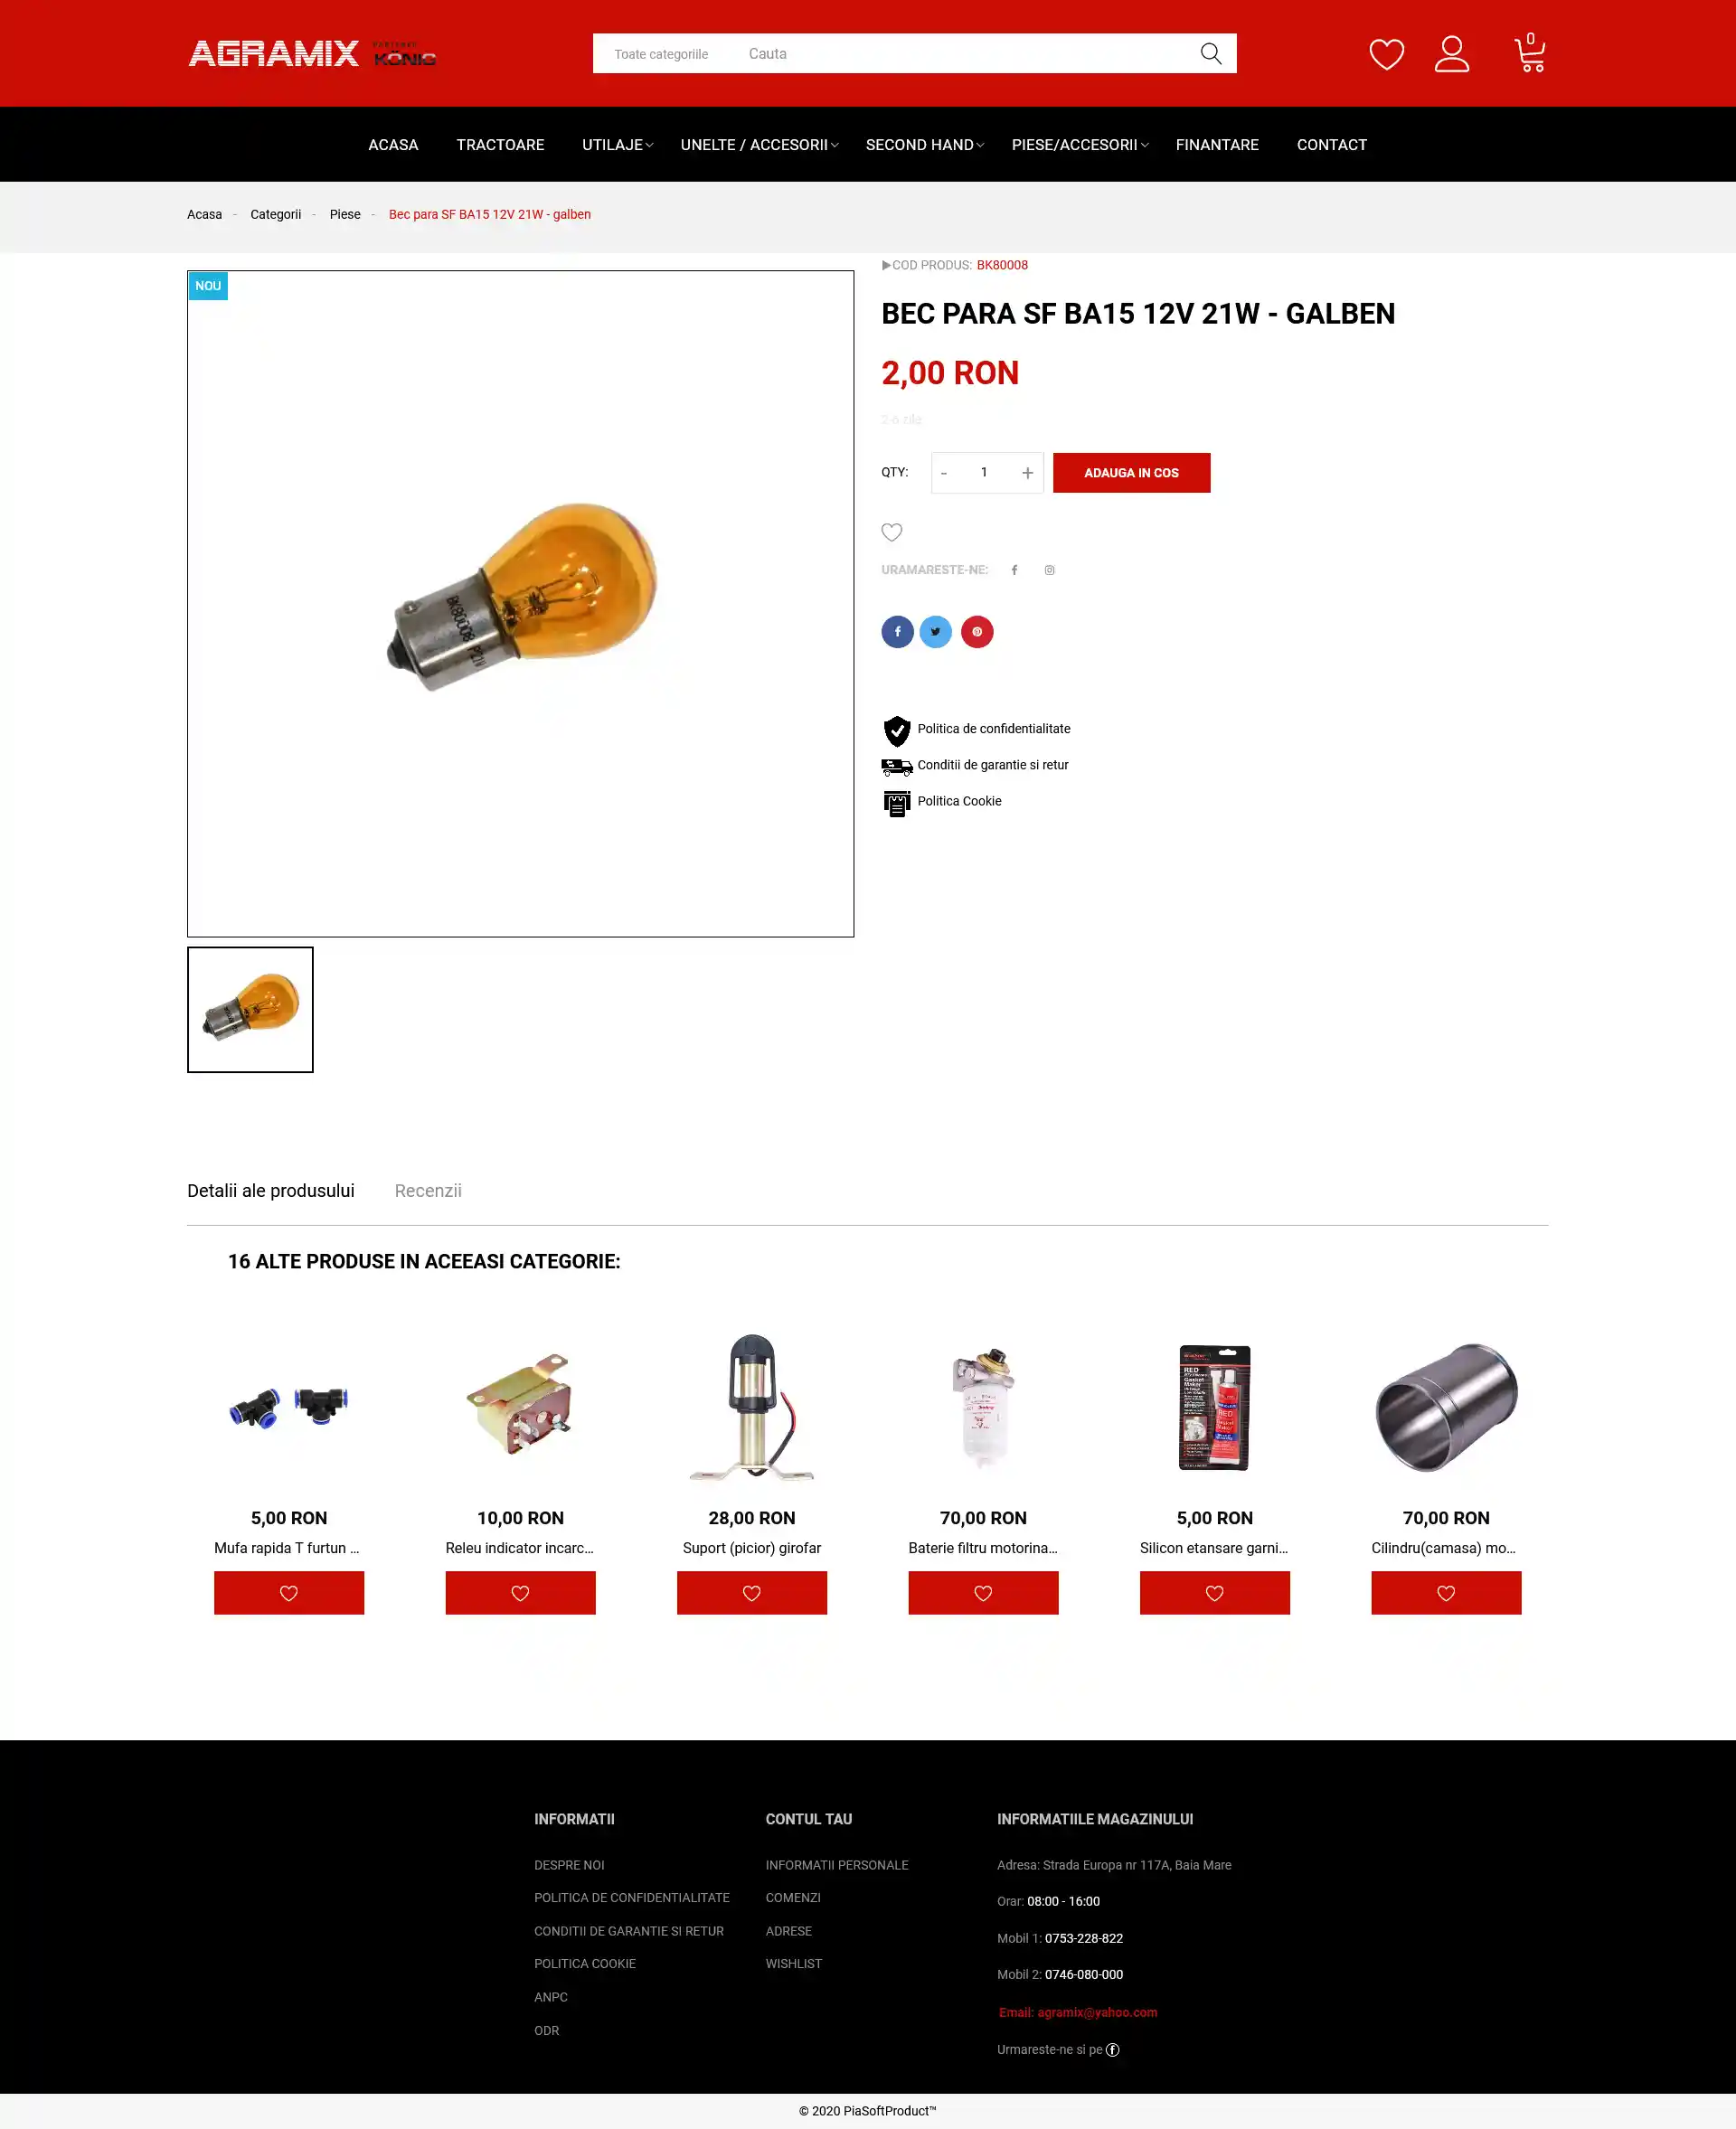 AGRAMIX KÖNIG
Toate categoriile Cauta
0
ACASA TRACTOARE UTILAJE UNELTE / ACCESORII SECOND HAND PIESE/ACCESORII FINANTARE CONTACT
Acasa - Categorii - Piese - Bec para SF BA15 12V 21W - galben
NOU
COD PRODUS: BK80008
BEC PARA SF BA15 12V 21W - GALBEN
2,00 RON
QTY: - 1 + ADAUGA IN COS
URAMARESTE-NE:
BK80008 P21W
Politica de confidentialitate
Conditii de garantie si retur
Politica Cookie
Detalii ale produsului Recenzii
16 ALTE PRODUSE IN ACEEASI CATEGORIE:
RED
Gasket
Maker
RED
5,00 RON 10,00 RON 28,00 RON 70,00 RON 5,00 RON 70,00 RON
Mufa rapida T furtun ... Releu indicator incarc... Suport (picior) girofar Baterie filtru motorina... Silicon etansare garni... Cilindru(camasa) mo...
INFORMATII CONTUL TAU INFORMATIILE MAGAZINULUI
DESPRE NOI INFORMATII PERSONALE Adresa: Strada Europa nr 117A, Baia Mare
POLITICA DE CONFIDENTIALITATE COMENZI Orar: 08:00 - 16:00
CONDITII DE GARANTIE SI RETUR ADRESE Mobil 1: 0753-228-822
POLITICA COOKIE WISHLIST Mobil 2: 0746-080-000
ANPC Email: agramix@yahoo.com
ODR Urmareste-ne si pe
© 2020 PiaSoftProduct™